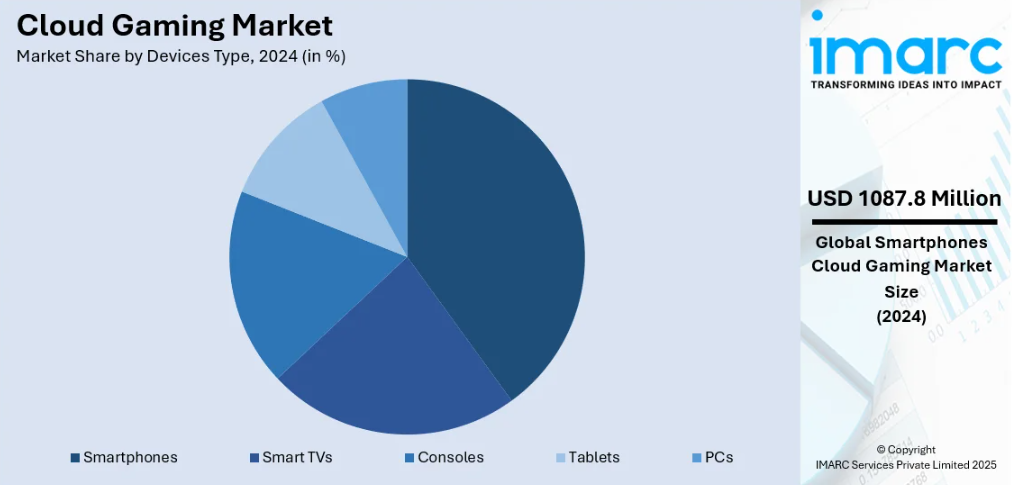 Cloud Gaming Market
Market Share by Devices Type, 2024 (in %)
Smartphones
Smart TVs
Consoles
Tablets
PCs
imarc
TRANSFORMING IDEAS INTO IMPACT
USD 1087.8 Million
Global Smartphones
Cloud Gaming Market
Size
(2024)
© Copyright
IMARC Services Private Limited 2025